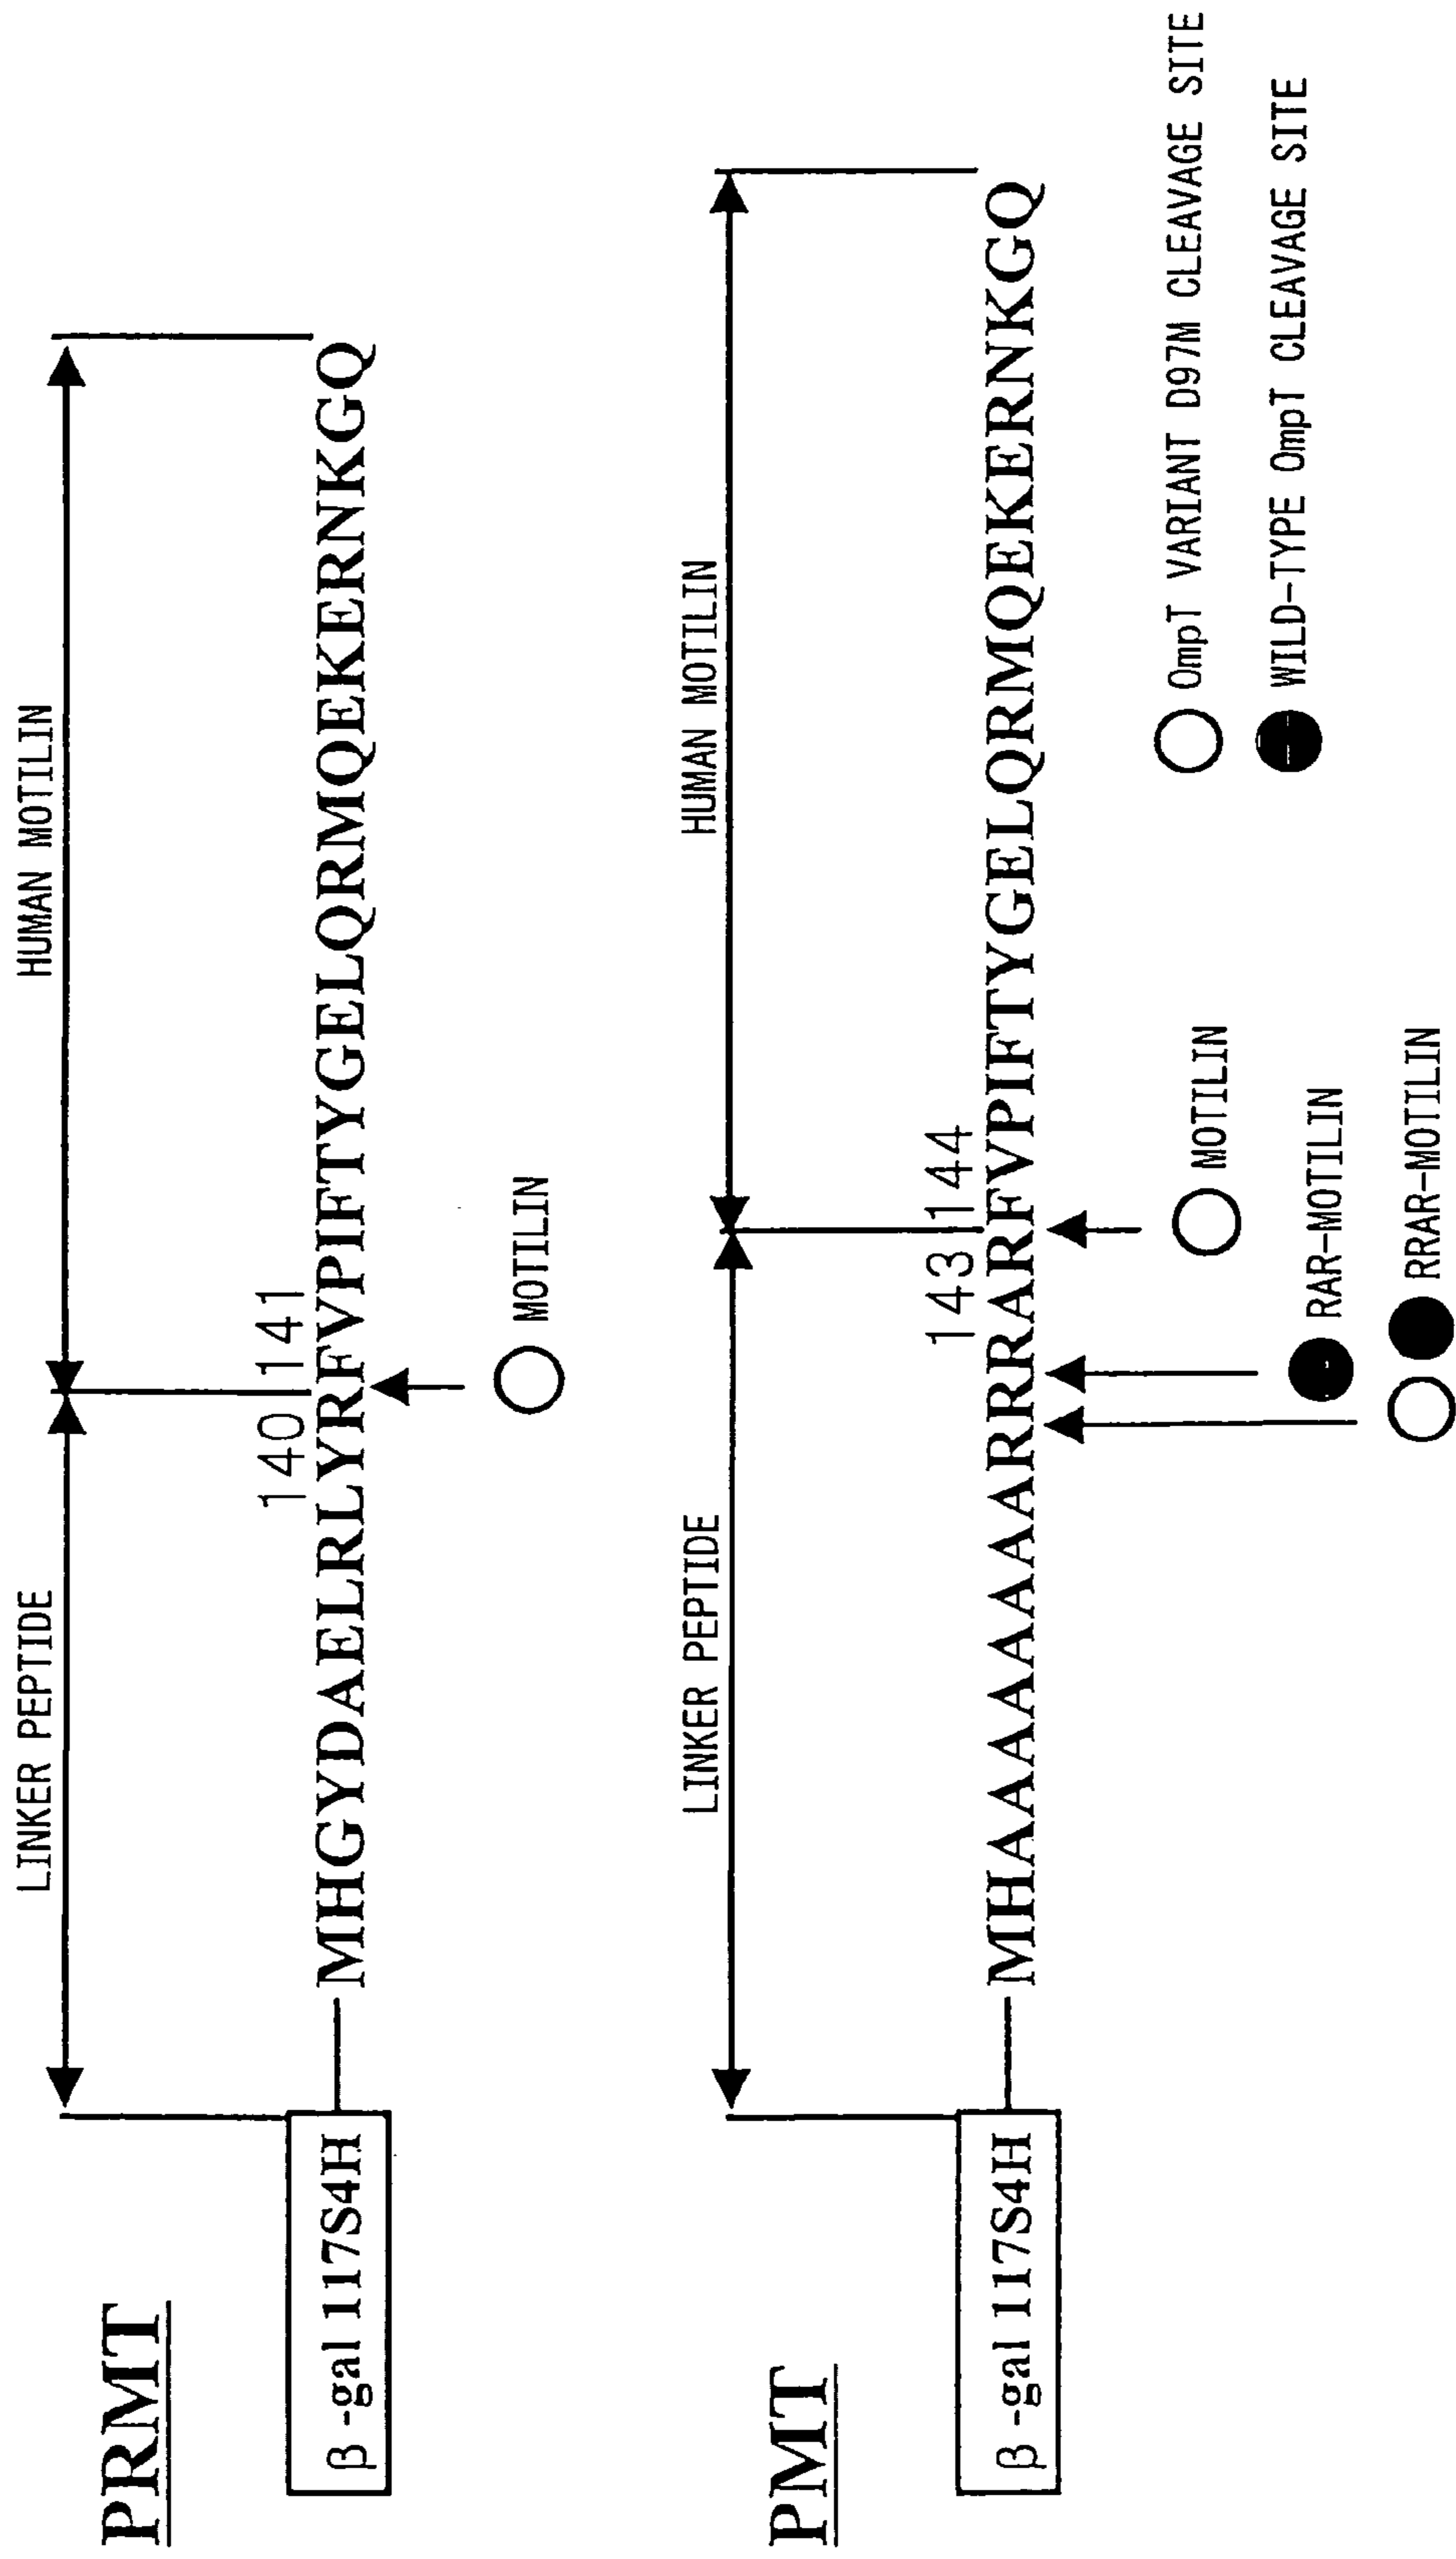 PRMT
LINKER PEPTIDE
HUMAN MOTILIN
140 141
β-gal 117S4H
MHGYDAELRLYRFVPIFTYGELQRMQEKERNKGQ
MOTILIN
PMT
LINKER PEPTIDE
HUMAN MOTILIN
143 144
β-gal 117S4H
MHAAAAAAAARRRARFVPIFTYGELQRMQEKERNKGQ
MOTILIN
RAR-MOTILIN
RRAR-MOTILIN
OmpT VARIANT D97M CLEAVAGE SITE
WILD-TYPE OmpT CLEAVAGE SITE